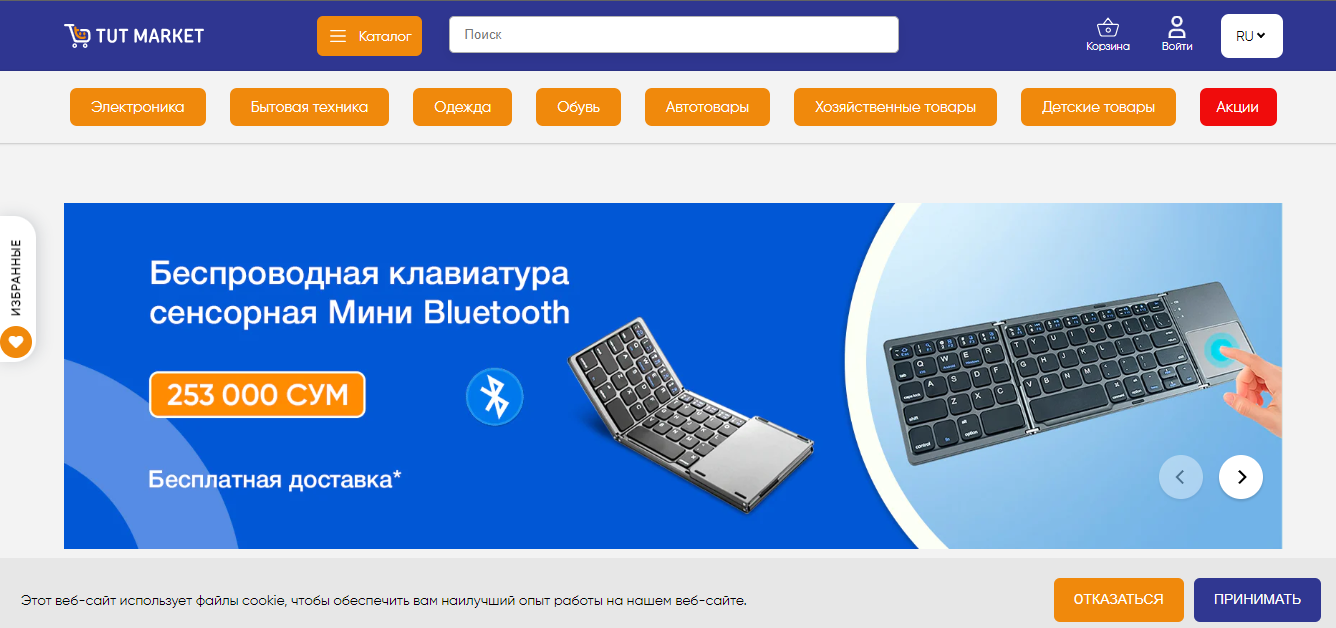 TUT MARKET
Каталог
Поиск
Корзина
Войти
RU
Электроника
Бытовая техника
Одежда
Обувь
Автотовары
Хозяйственные товары
Детские товары
Акции
ИЗБРАННЫЕ
Беспроводная клавиатура
сенсорная Мини Bluetooth
253 000 СУМ
Бесплатная доставка*
Этот веб-сайт использует файлы cookie, чтобы обеспечить вам наилучший опыт работы на нашем веб-сайте.
ОТКАЗАТЬСЯ
ПРИНИМАТЬ